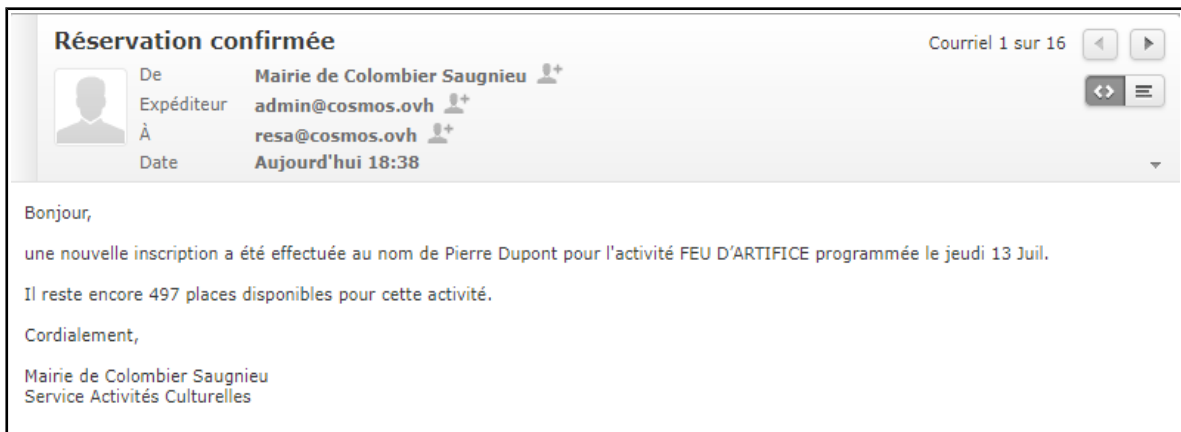 Réservation confirmée
Courriel 1 sur 16
De Mairie de Colombier Saugnieu
Expéditeur admin@cosmos.ovh
À resa@cosmos.ovh
Date Aujourd'hui 18:38
Bonjour,
une nouvelle inscription a été effectuée au nom de Pierre Dupont pour l'activité FEU D’ARTIFICE programmée le jeudi 13 Juil.
Il reste encore 497 places disponibles pour cette activité.
Cordialement,
Mairie de Colombier Saugnieu
Service Activités Culturelles